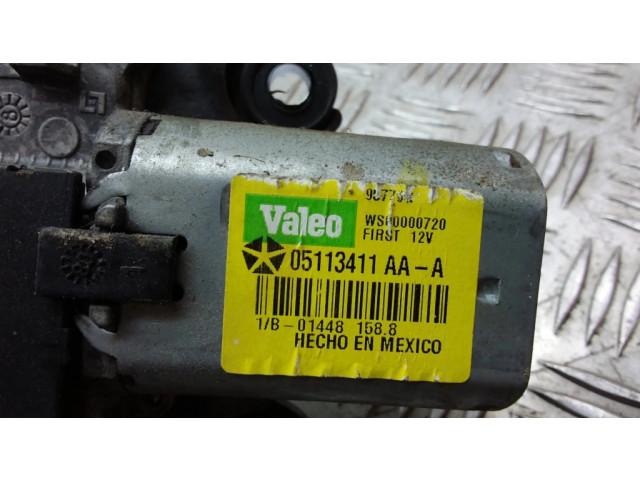 Valeo
WSP0000720
FIRST 12V
05113411 AA-A
1/B-01448 158.8
HECHO EN MEXICO